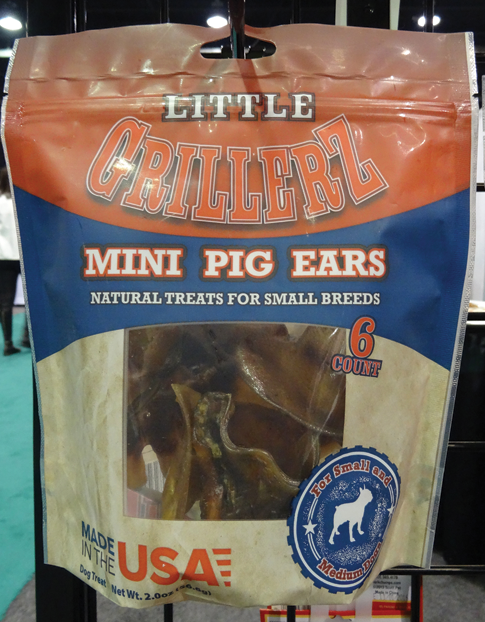 LITTLE
GRILLERZ
MINI PIG EARS
NATURAL TREATS FOR SMALL BREEDS
6
COUNT
For Small and
Medium Dogs
MADE
IN THE
USA
Dog Treat Net Wt. 2.0oz